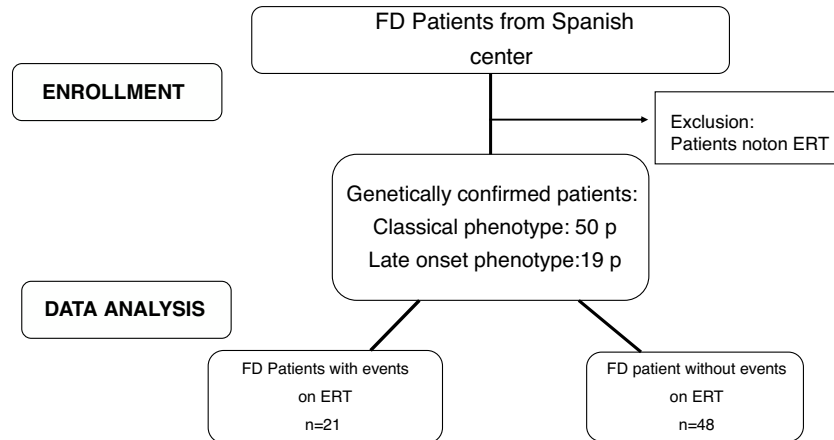 FD Patients from Spanish
center
ENROLLMENT
Exclusion:
Patients noton ERT
Genetically confirmed patients:
Classical phenotype: 50 p
Late onset phenotype:19 p
DATA ANALYSIS
FD Patients with events
on ERT
n=21
FD patient without events
on ERT
n=48